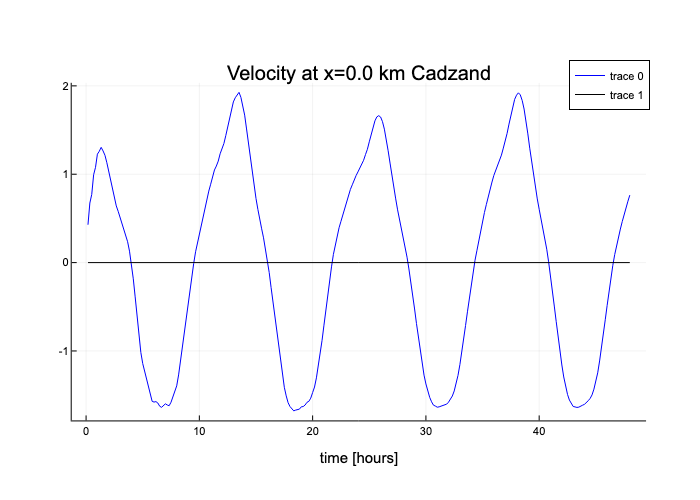 Velocity at x=0.0 km Cadzand
trace 0
trace 1
2
1
0
-1
0 10 20 30 40
time [hours]